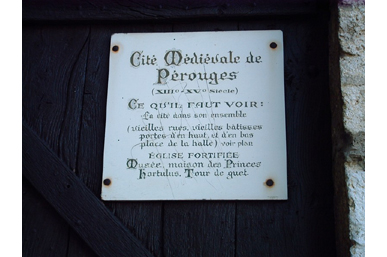 Cité Médiévale de
Pérouges
(XIIIe-XVe Siècle)
CE QU'IL FAUT VOIR :
La cité dans son ensemble
(vieilles rues, vieilles bâtisses
portes d'en haut, et d'en bas
place de la halle) voir plan
ÉGLISE FORTIFIÉE
Musée, maison des Princes
Hortulus, Tour de guet.